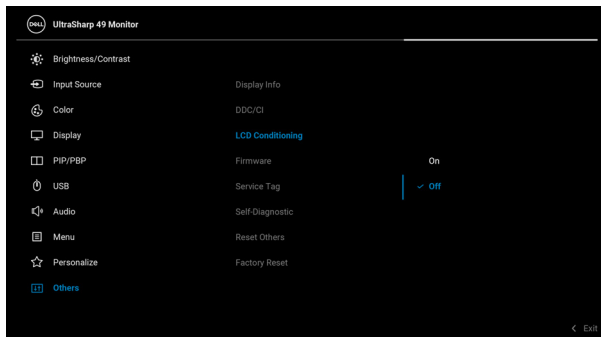 DELL UltraSharp 49 Monitor
Brightness/Contrast
Input Source
Display Info
Color
DDC/CI
Display
LCD Conditioning
PIP/PBP
Firmware
On
USB
Service Tag
Off
Audio
Self-Diagnostic
Menu
Reset Others
Personalize
Factory Reset
Others
Exit